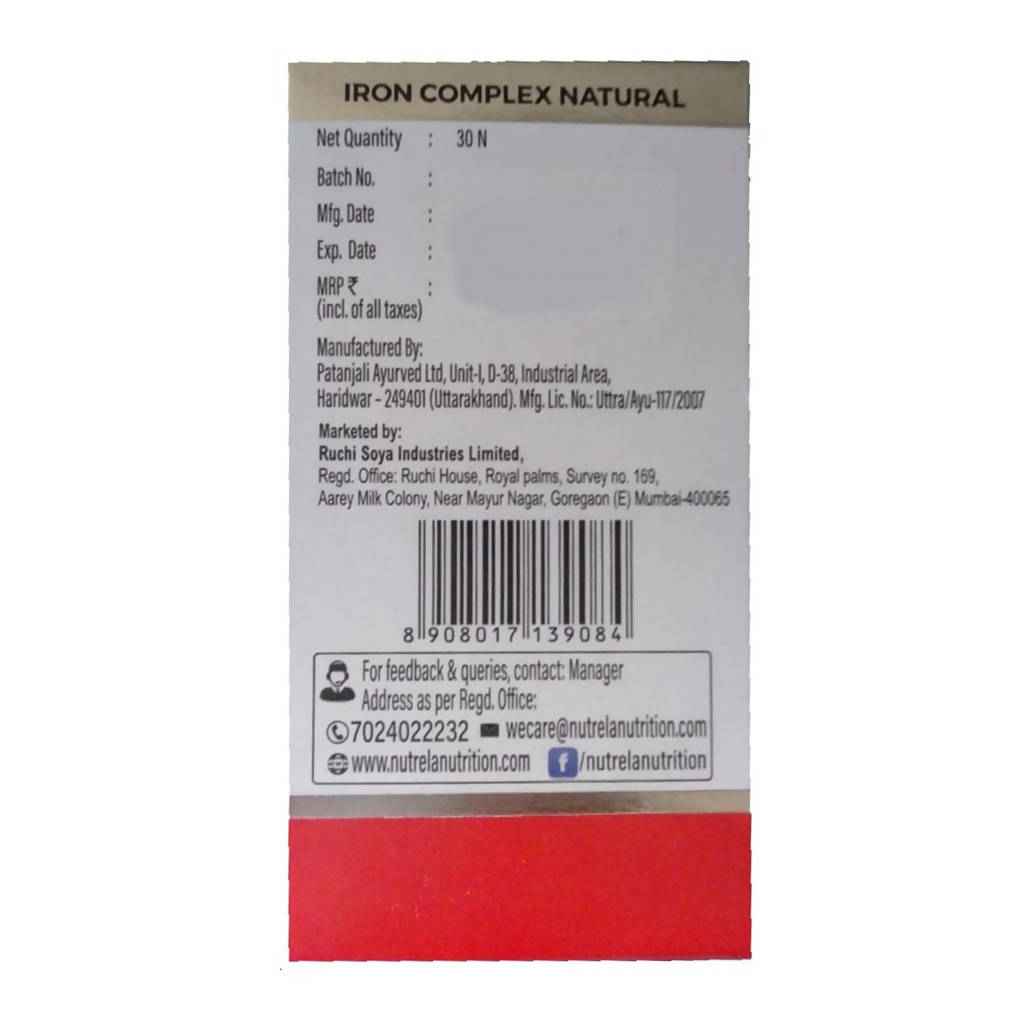 IRON COMPLEX NATURAL
Net Quantity : 30 N
Batch No. :
Mfg. Date :
Exp. Date :
MRP ₹ :
(incl. of all taxes)
Manufactured By:
Patanjali Ayurved Ltd, Unit-I, D-38, Industrial Area,
Haridwar - 249401 (Uttarakhand). Mfg. Lic. No.: Uttra/Ayu-117/2007
Marketed by:
Ruchi Soya Industries Limited,
Regd. Office: Ruchi House, Royal palms, Survey no. 169,
Aarey Milk Colony, Near Mayur Nagar, Goregaon (E) Mumbai-400065
8 908017 139084
For feedback & queries, contact: Manager
Address as per Regd. Office:
7024022232 wecare@nutrelanutrition.com
www.nutrelanutrition.com f/nutrelanutrition